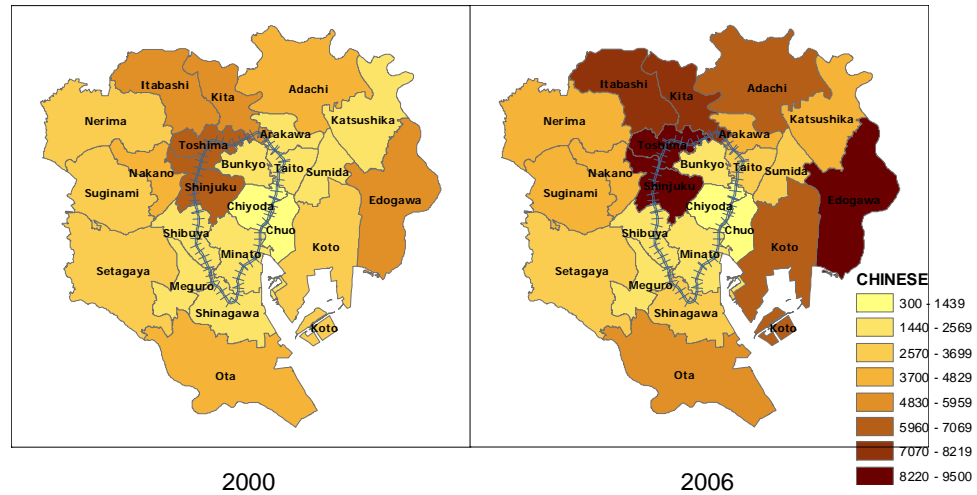 Itabashi
Kita
Adachi
Nerima
Katsushika
Toshima
Arakawa
Bunkyo
Taito
Nakano
Sumida
Suginami
Shinjuku
Edogawa
Chiyoda
Shibuya
Chuo
Koto
Minato
Setagaya
Meguro
Shinagawa
Koto
Ota
2000
Itabashi
Kita
Adachi
Nerima
Katsushika
Toshima
Arakawa
Bunkyo
Taito
Nakano
Sumida
Suginami
Shinjuku
Edogawa
Chiyoda
Shibuya
Chuo
Koto
Minato
Setagaya
Meguro
Shinagawa
Koto
Ota
2006
CHINESE
300 - 1439
1440 - 2569
2570 - 3699
3700 - 4829
4830 - 5959
5960 - 7069
7070 - 8219
8220 - 9500